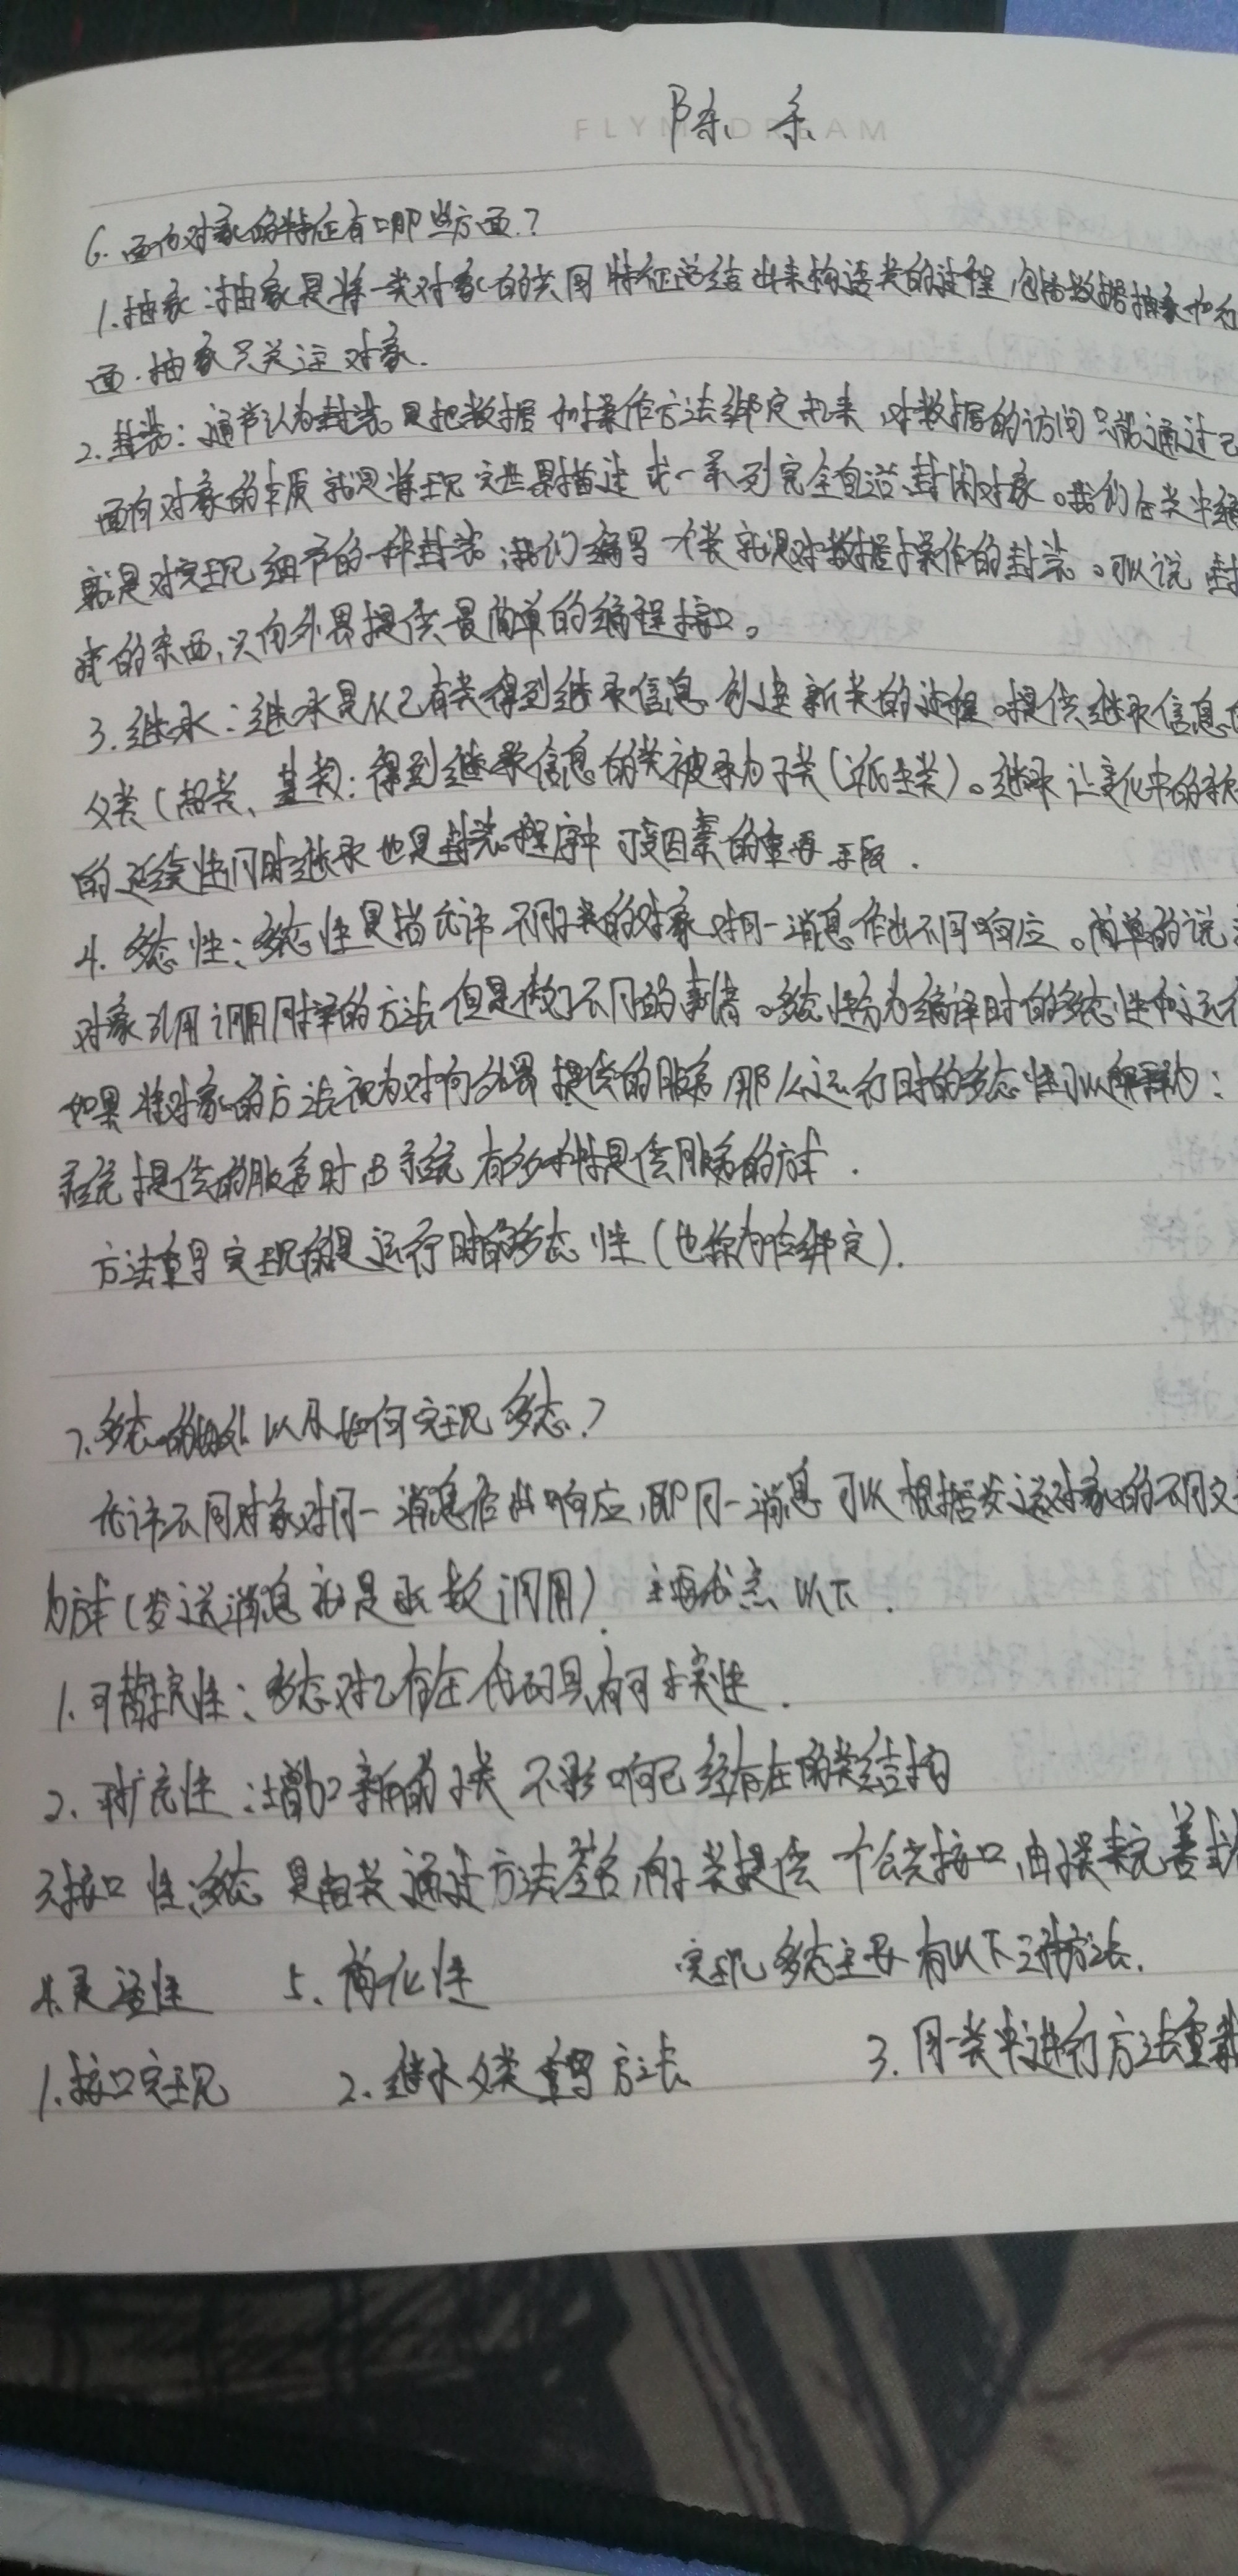 FLYM DREAM
陈
6.面向对象的特征有哪些方面?
1.抽象:抽象是将一类对象的共同特征总结出来构造类的过程,包括数据抽象和行
面.抽象只关注对象.
2.封装:通常认为封装是把数据和操作方法绑定起来,对数据的访问只能通过已
面向对象的本质就是将现实世界描述成一系列完全自治、封闭对象。我们在类中编
就是对实现细节的一种封装;我们编写一个类就是对数据操作的封装。可以说,封
的东西,只向外界提供最简单的编程接口。
3.继承:继承是从已有类得到继承信息创建新类的过程。提供继承信息
父类(超类、基类);得到继承信息的类被称为子类(派生类)。继承让变化中的软
的延续性同时继承也是封装程序中可变因素的重要手段.
4.多态性:多态性是指允许不同子类的对象对同一消息作出不同响应。简单的说
对象引用调用同样的方法但是做了不同的事情。多态性分为编译时的多态性和运行
如果将对象的方法视为对向外界提供的服务那么运行时的多态性可以解释为:
系统提供的服务时,B系统有多种提供服务的方式.
方法重写实现的是运行时的多态性(也称为后绑定).
7.多态的好处以及如何实现多态?
允许不同对象对同一消息作出响应,即同一消息可以根据发送对象的不同
为方式(发送消息就是函数调用).主要优点以下.
1.可替换性:多态对已存在代码具有可替换性.
2.可扩充性:增加新的子类不影响已经存在的类结构
3.接口性:多态是由类通过方法签名,向子类提供一个公共接口,由子类来完善
4.灵活性 5、简化性 实现多态主要有以下三种方法.
1.接口实现 2.继承父类重写方法 3.同一类中进行方法重载